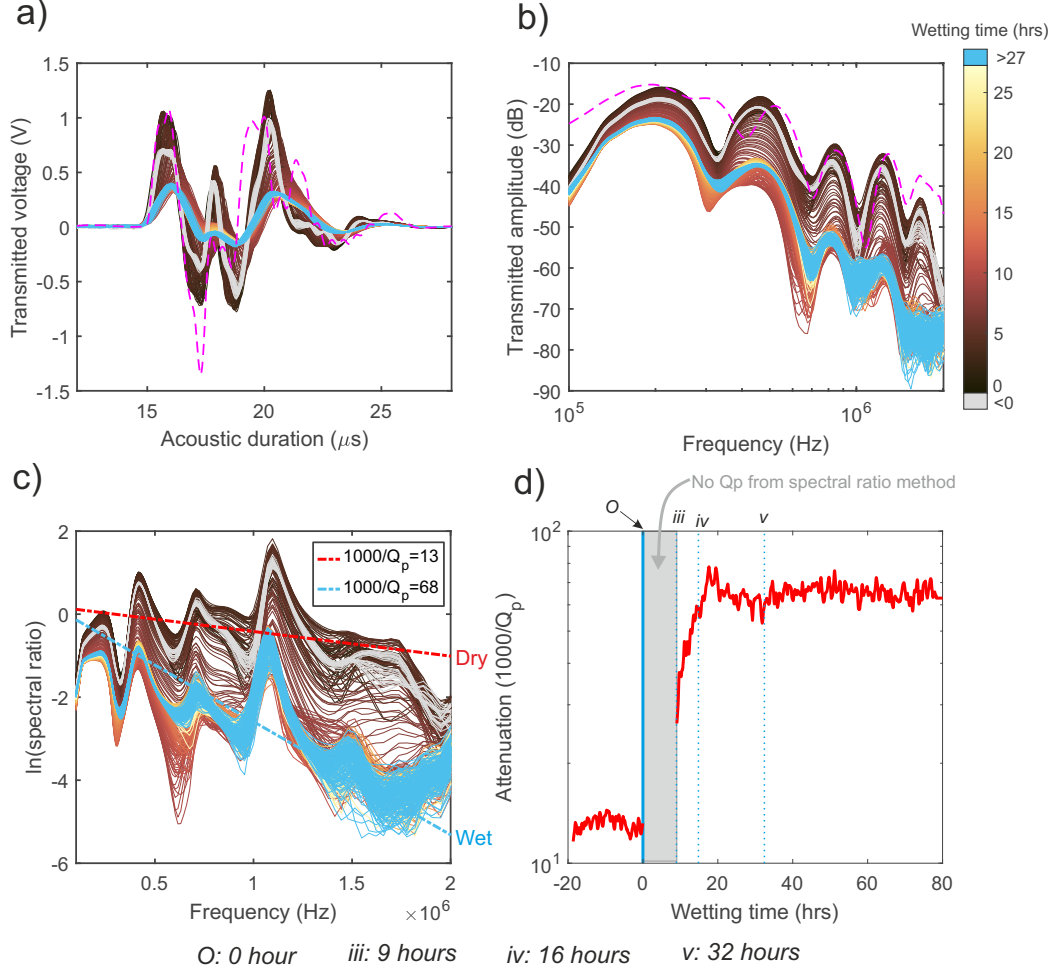 a)
Transmitted voltage (V)
1.5
1
0.5
0
-0.5
-1
-1.5
15
20
25
Acoustic duration (μs)
b)
Transmitted amplitude (dB)
-10
-20
-30
-40
-50
-60
-70
-80
-90
10^5
10^6
Frequency (Hz)
Wetting time (hrs)
>27
25
20
15
10
5
0
<0
c)
ln(spectral ratio)
2
0
-2
-4
-6
1000/Q_p=13
1000/Q_p=68
Dry
Wet
0.5
1
1.5
2
Frequency (Hz)
× 10^6
d)
No Qp from spectral ratio method
O
iii
iv
v
Attenuation (1000/Q_p)
10^2
10^1
-20
0
20
40
60
80
Wetting time (hrs)
O: 0 hour
iii: 9 hours
iv: 16 hours
v: 32 hours